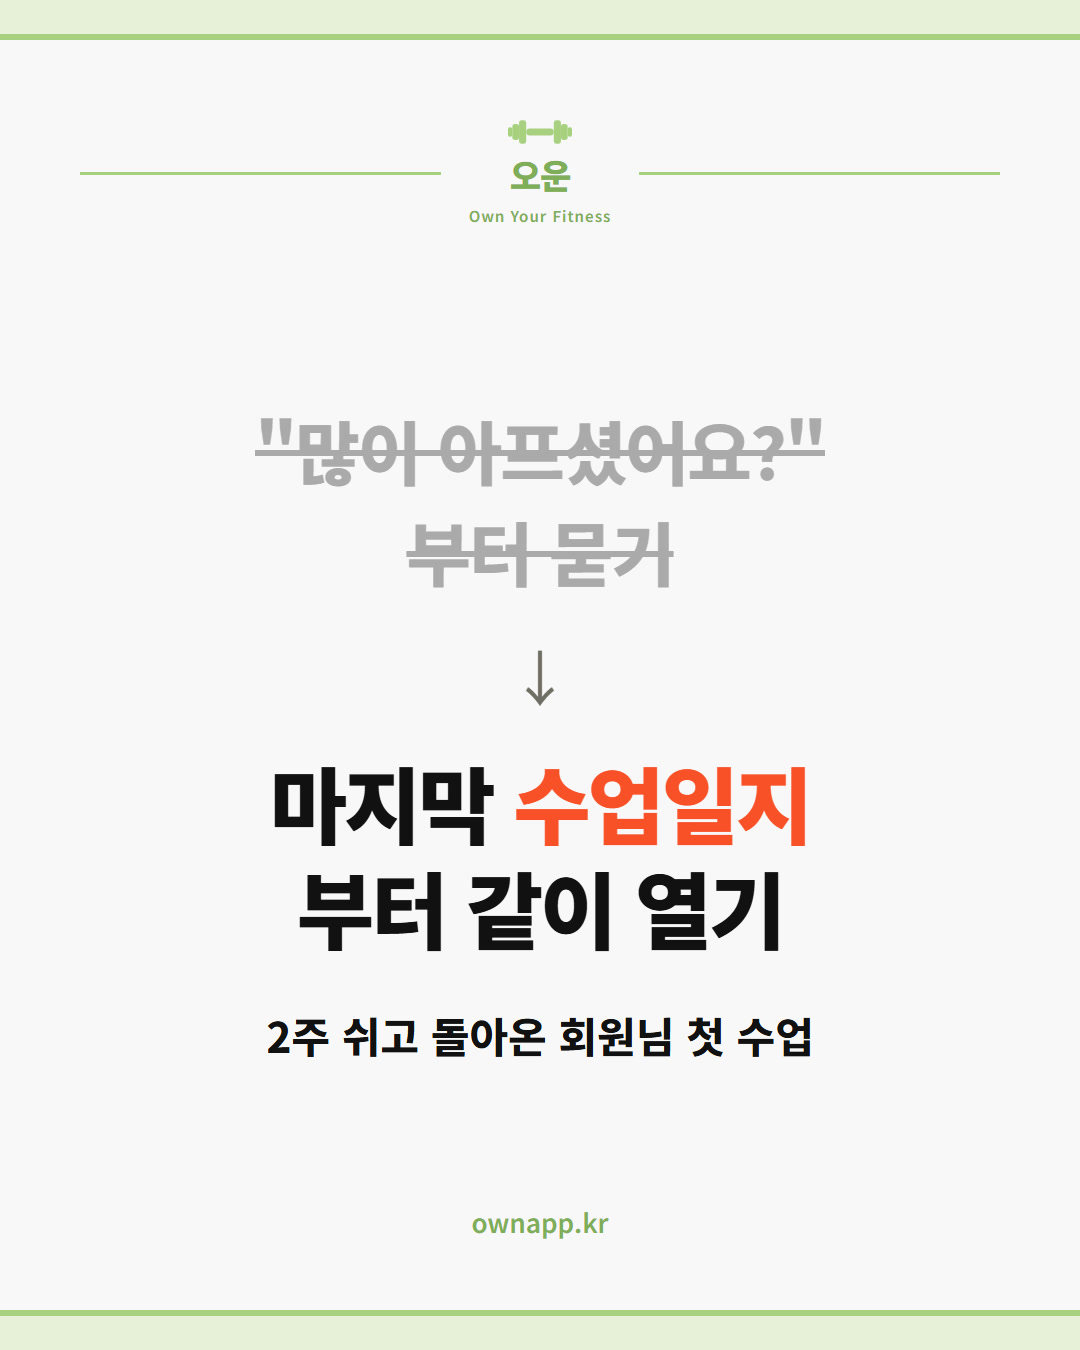 오운
Own Your Fitness
"많이 아프셨어요?"
부터 묻기
↓
마지막 수업일지
부터 같이 열기
2주 쉬고 돌아온 회원님 첫 수업
ownapp.kr